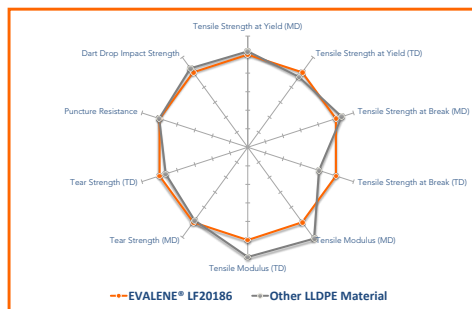 Tensile Strength at Yield (MD)
Dart Drop Impact Strength
Tensile Strength at Yield (TD)
Puncture Resistance
Tensile Strength at Break (MD)
Tear Strength (TD)
Tensile Strength at Break (TD)
Tear Strength (MD)
Tensile Modulus (MD)
Tensile Modulus (TD)
EVALENE® LF20186
Other LLDPE Material